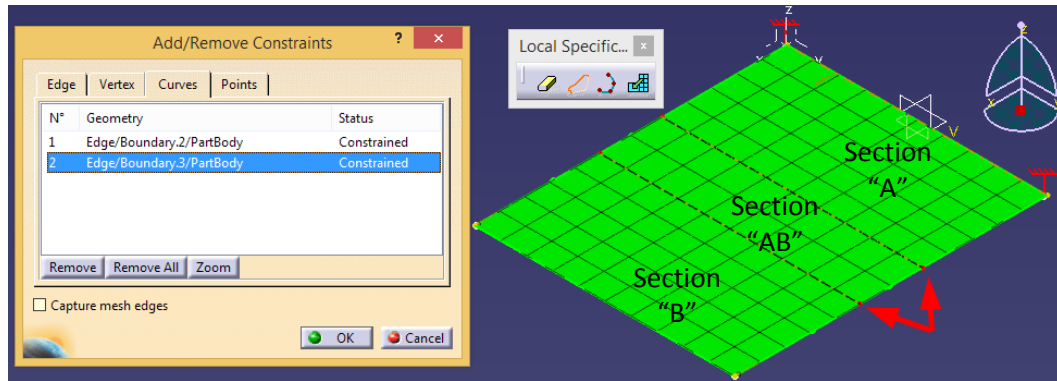 Add/Remove Constraints ? ×
Edge Vertex Curves Points
N° Geometry Status
1 Edge/Boundary.2/PartBody Constrained
2 Edge/Boundary.3/PartBody Constrained
Remove Remove All Zoom
Capture mesh edges
OK Cancel
Local Specific... x
z
V
Section
“A”
Section
“AB”
Section
“B”